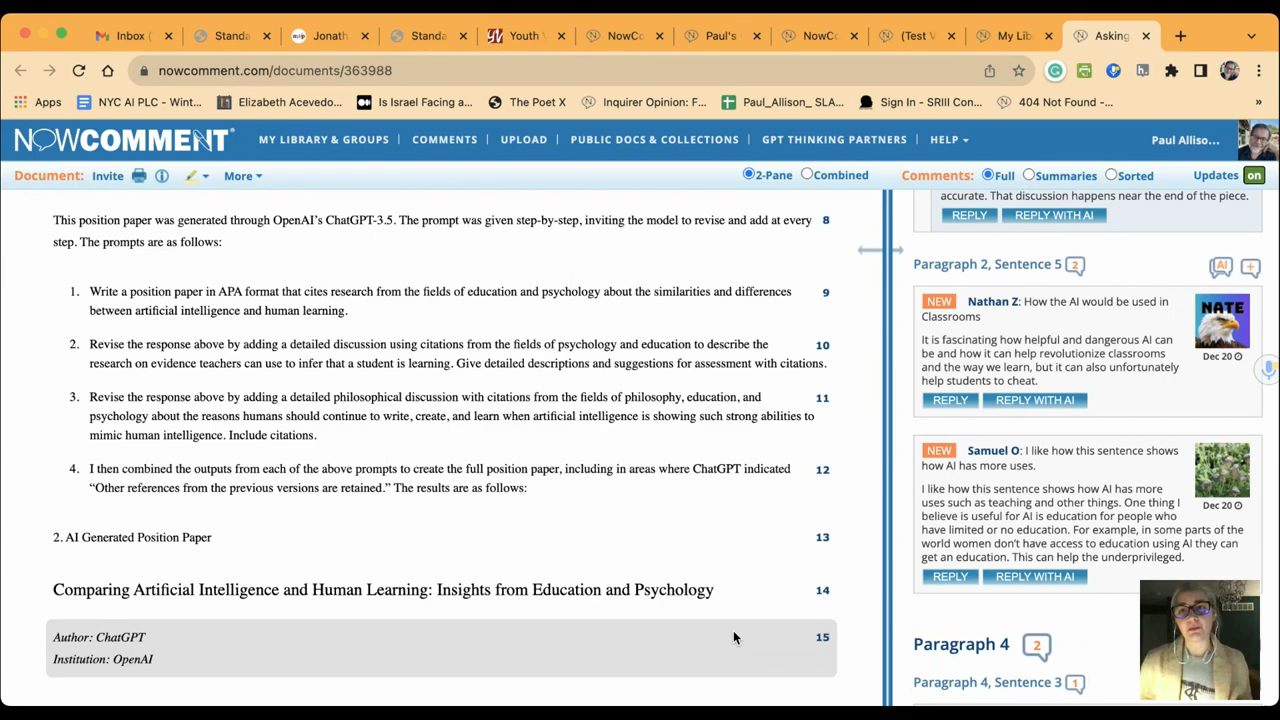 Inbox (
Standa
Jonath
Standa
Youth V
NowCo
Paul's
NowCo
(Test V
My Lib
Asking
nowcomment.com/documents/363988
Apps
NYC AI PLC - Wint...
Elizabeth Acevedo...
Is Israel Facing a...
The Poet X
Inquirer Opinion: F...
Paul_Allison_ SLA...
Sign In - SRIII Con...
404 Not Found -...
»
NOWCOMMENT®
MY LIBRARY & GROUPS
COMMENTS
UPLOAD
PUBLIC DOCS & COLLECTIONS
GPT THINKING PARTNERS
HELP
Paul Alliso...
Document:
Invite
More
2-Pane
Combined
Comments:
Full
Summaries
Sorted
Updates
on
This position paper was generated through OpenAI’s ChatGPT-3.5. The prompt was given step-by-step, inviting the model to revise and add at every 8
step. The prompts are as follows:
1. Write a position paper in APA format that cites research from the fields of education and psychology about the similarities and differences 9
between artificial intelligence and human learning.
2. Revise the response above by adding a detailed discussion using citations from the fields of psychology and education to describe the 10
research on evidence teachers can use to infer that a student is learning. Give detailed descriptions and suggestions for assessment with citations.
3. Revise the response above by adding a detailed philosophical discussion with citations from the fields of philosophy, education, and 11
psychology about the reasons humans should continue to write, create, and learn when artificial intelligence is showing such strong abilities to
mimic human intelligence. Include citations.
4. I then combined the outputs from each of the above prompts to create the full position paper, including in areas where ChatGPT indicated 12
“Other references from the previous versions are retained.” The results are as follows:
2. AI Generated Position Paper 13
Comparing Artificial Intelligence and Human Learning: Insights from Education and Psychology 14
Author: ChatGPT 15
Institution: OpenAI
accurate. That discussion happens near the end of the piece.
REPLY
REPLY WITH AI
Paragraph 2, Sentence 5 2
AI
NEW Nathan Z: How the AI would be used in
Classrooms
It is fascinating how helpful and dangerous AI can
be and how it can help revolutionize classrooms
and the way we learn, but it can also unfortunately
help students to cheat.
NATE
Dec 20
REPLY
REPLY WITH AI
NEW Samuel O: I like how this sentence shows
how AI has more uses.
I like how this sentence shows how AI has more
uses such as teaching and other things. One thing I
believe is useful for AI is education for people who
have limited or no education. For example, in some parts of the
world women don't have access to education using AI they can
get an education. This can help the underprivileged.
Dec 20
REPLY
REPLY WITH AI
Paragraph 4 2
Paragraph 4, Sentence 3 1